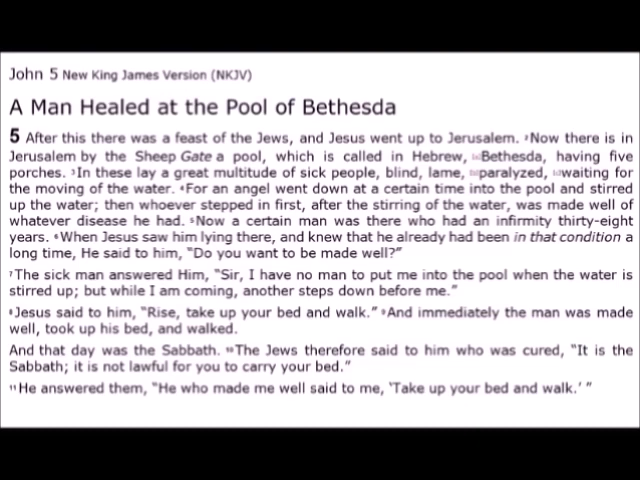 John 5 New King James Version (NKJV)
A Man Healed at the Pool of Bethesda
5 After this there was a feast of the Jews, and Jesus went up to Jerusalem. ²Now there is in
Jerusalem by the Sheep Gate a pool, which is called in Hebrew, Bethesda, having five
porches. ³In these lay a great multitude of sick people, blind, lame, paralyzed, waiting for
the moving of the water. ⁴For an angel went down at a certain time into the pool and stirred
up the water; then whoever stepped in first, after the stirring of the water, was made well of
whatever disease he had. ⁵Now a certain man was there who had an infirmity thirty-eight
years. ⁶When Jesus saw him lying there, and knew that he already had been in that condition a
long time, He said to him, “Do you want to be made well?”
⁷The sick man answered Him, “Sir, I have no man to put me into the pool when the water is
stirred up; but while I am coming, another steps down before me.”
⁸Jesus said to him, “Rise, take up your bed and walk.” ⁹And immediately the man was made
well, took up his bed, and walked.
And that day was the Sabbath. ¹⁰The Jews therefore said to him who was cured, “It is the
Sabbath; it is not lawful for you to carry your bed.”
¹¹He answered them, “He who made me well said to me, ‘Take up your bed and walk.’ ”